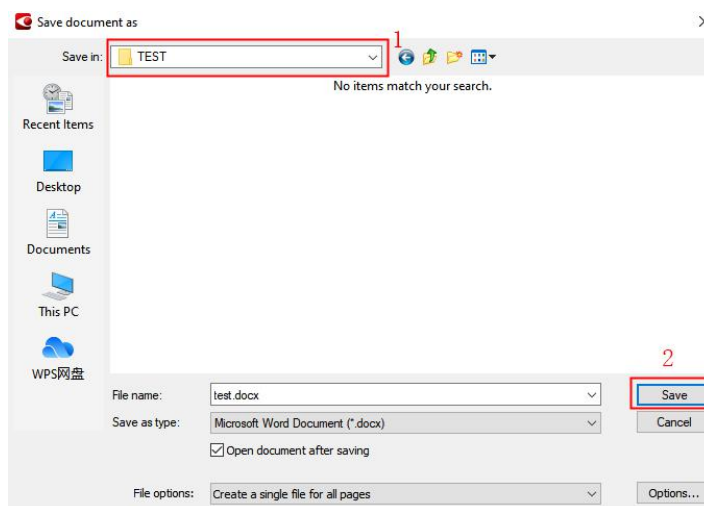 Save document as
Save in: TEST 1
No items match your search.
Recent Items
Desktop
Documents
This PC
WPS网盘
2
File name: test.docx Save
Save as type: Microsoft Word Document (*.docx) Cancel
Open document after saving
File options: Create a single file for all pages Options...